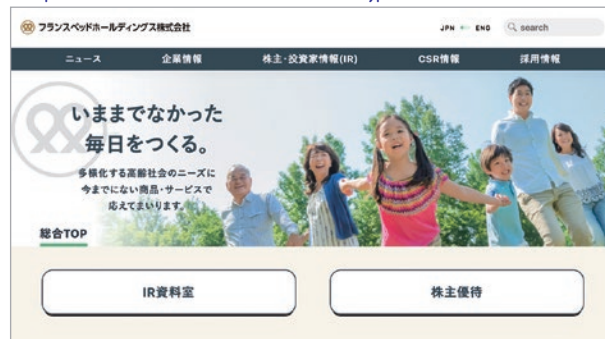 フランスベッドホールディングス株式会社
JPN ENG search
ニュース 企業情報 株主・投資家情報(IR) CSR情報 採用情報
いままでなかった
毎日をつくる。
多様化する高齢社会のニーズに
今までにない商品・サービスで
応えてまいります。
総合TOP
IR資料室 株主優待